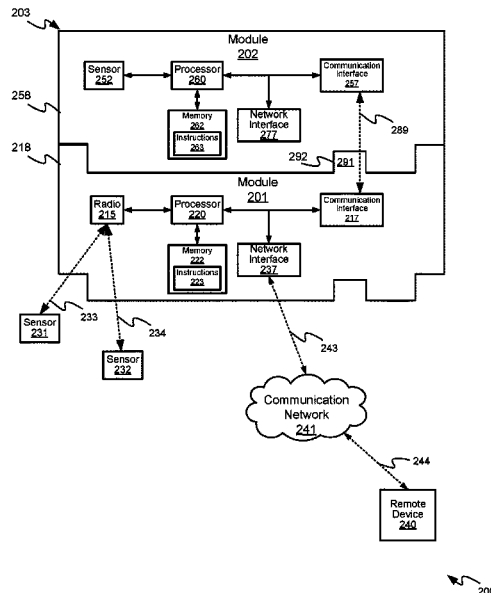 203
Module
202
258
Sensor
252
Processor
260
Communication
Interface
257
Memory
262
Instructions
263
Network
Interface
277
289
218
292
291
Module
201
Radio
215
Processor
220
Communication
Interface
217
Memory
222
Instructions
223
Network
Interface
237
Sensor
231
233
234
Sensor
232
243
Communication
Network
241
244
Remote
Device
240
200